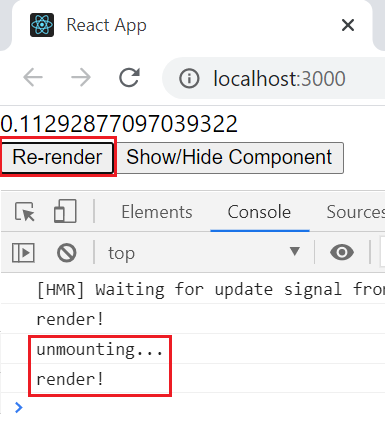 React App
localhost:3000
0.11292877097039322
Re-render Show/Hide Component
Elements Console Sources
top
[HMR] Waiting for update signal from
render!
unmounting...
render!